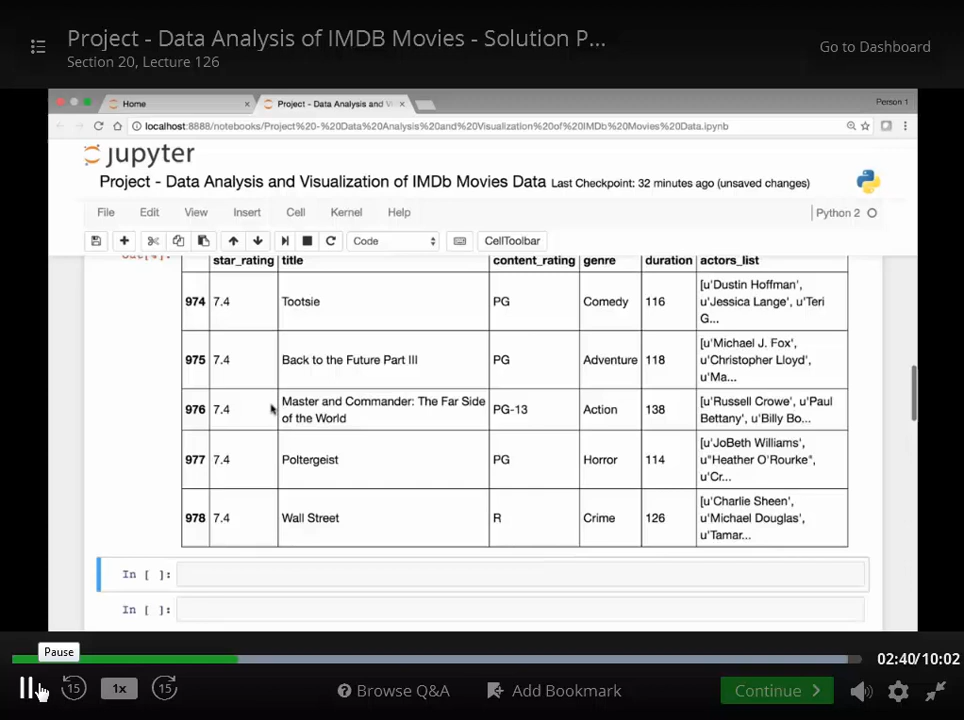 Project - Data Analysis of IMDB Movies - Solution P...
Section 20, Lecture 126
Go to Dashboard
Home
Project - Data Analysis and Vi
Person 1
localhost:8888/notebooks/Project%20-%20Data%20Analysis%20and%20Visualization%20of%20IMDb%20Movies%20Data.ipynb
jupyter
Project - Data Analysis and Visualization of IMDb Movies Data Last Checkpoint: 32 minutes ago (unsaved changes)
File Edit View Insert Cell Kernel Help Python 2
Code CellToolbar
star_rating title content_rating genre duration actors_list
974 7.4 Tootsie PG Comedy 116 [u'Dustin Hoffman',
u'Jessica Lange', u'Teri
G...
975 7.4 Back to the Future Part III PG Adventure 118 [u'Michael J. Fox',
u'Christopher Lloyd',
u'Ma...
976 7.4 Master and Commander: The Far Side
of the World PG-13 Action 138 [u'Russell Crowe', u'Paul
Bettany', u'Billy Bo...
977 7.4 Poltergeist PG Horror 114 [u'JoBeth Williams',
u"Heather O'Rourke",
u'Cr...
978 7.4 Wall Street R Crime 126 [u'Charlie Sheen',
u'Michael Douglas',
u'Tamar...
In [ ]:
In [ ]:
Pause
02:40/10:02
15 1x 15 Browse Q&A Add Bookmark Continue